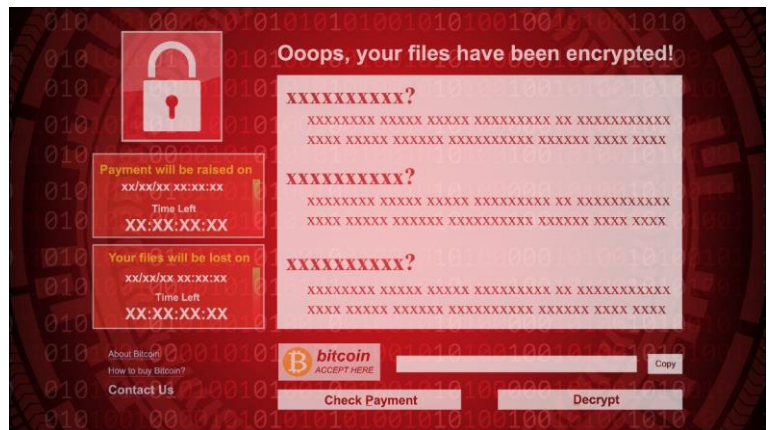 Ooops, your files have been encrypted!
Payment will be raised on
xx/xx/xx xx:xx:xx
Time Left
XX:XX:XX:XX
Your files will be lost on
xx/xx/xx xx:xx:xx
Time Left
XX:XX:XX:XX
About Bitcoin
How to buy Bitcoin?
Contact Us
xxxxxxxxxx?
xxxxxxxx xxxxx xxxxx xxxxxxxxx xx xxxxxxxxxxx
xxxx xxxxx xxxxxx xxxxxxxxxx xxxxxx xxxx xxxx
xxxxxxxxxx?
xxxxxxxx xxxxx xxxxx xxxxxxxxx xx xxxxxxxxxxx
xxxx xxxxx xxxxxx xxxxxxxxxx xxxxxx xxxx xxxx
xxxxxxxxxx?
xxxxxxxx xxxxx xxxxx xxxxxxxxx xx xxxxxxxxxxx
xxxx xxxxx xxxxxx xxxxxxxxxx xxxxxx xxxx xxxx
bitcoin
ACCEPT HERE
Copy
Check Payment
Decrypt